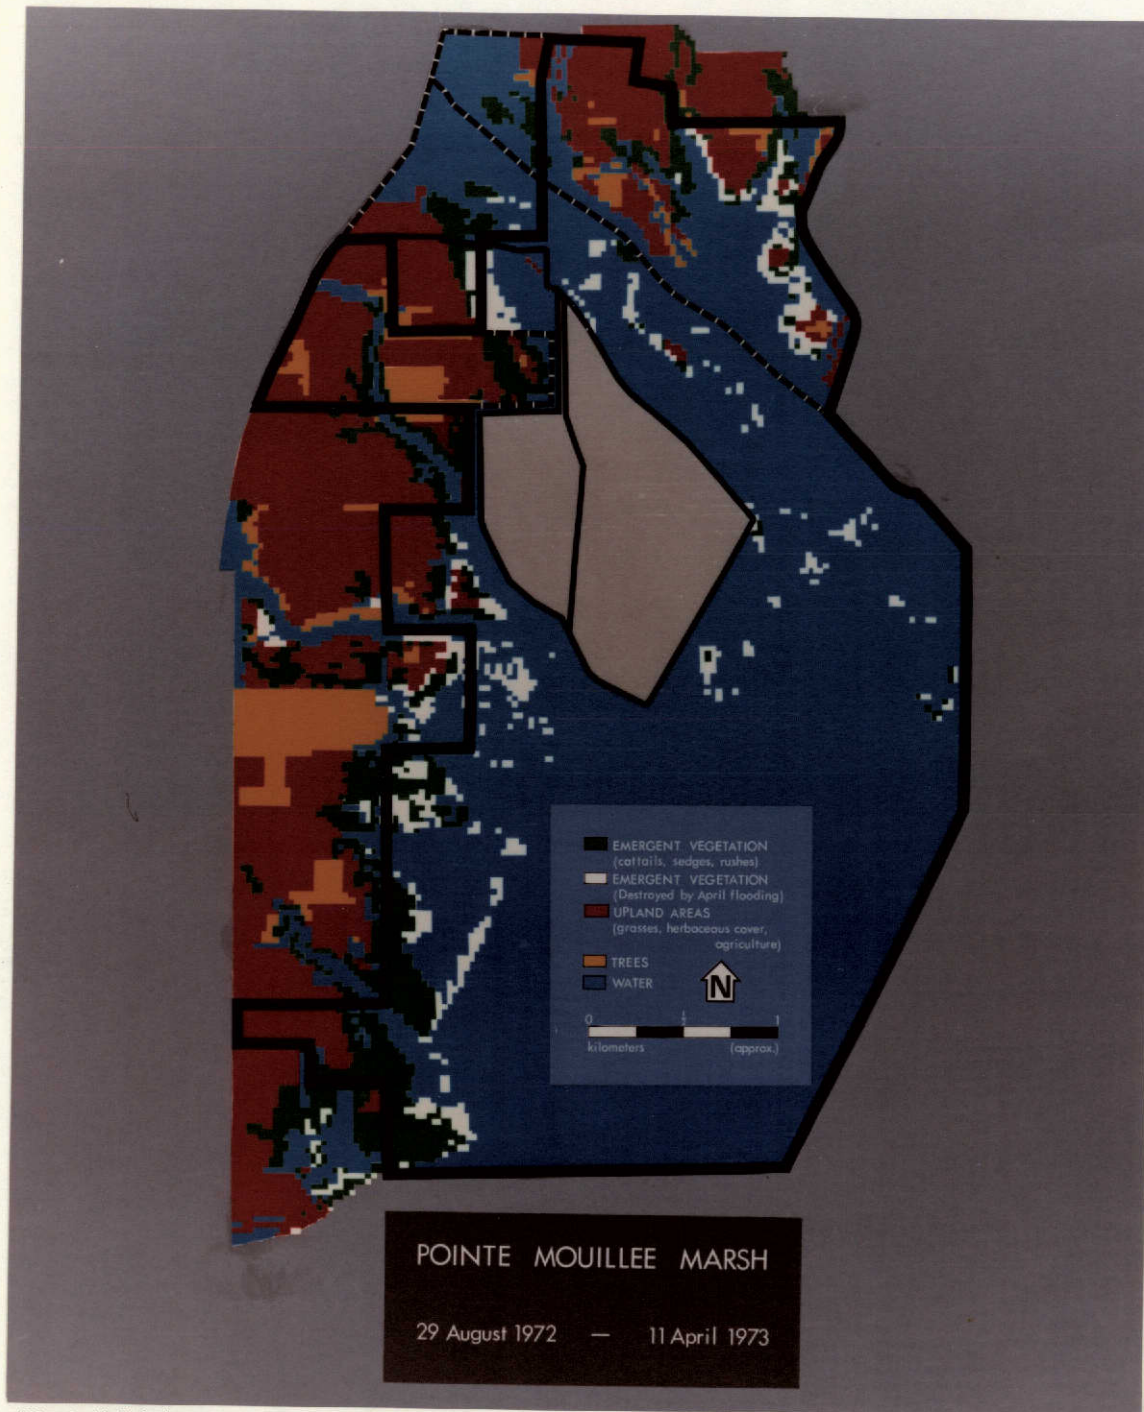 EMERGENT VEGETATION
(cattails, sedges, rushes)
EMERGENT VEGETATION
(Destroyed by April flooding)
UPLAND AREAS
(grasses, herbaceous cover,
agriculture)
TREES
WATER
N
0 1
kilometers (approx.)
POINTE MOUILLEE MARSH
29 August 1972 — 11 April 1973